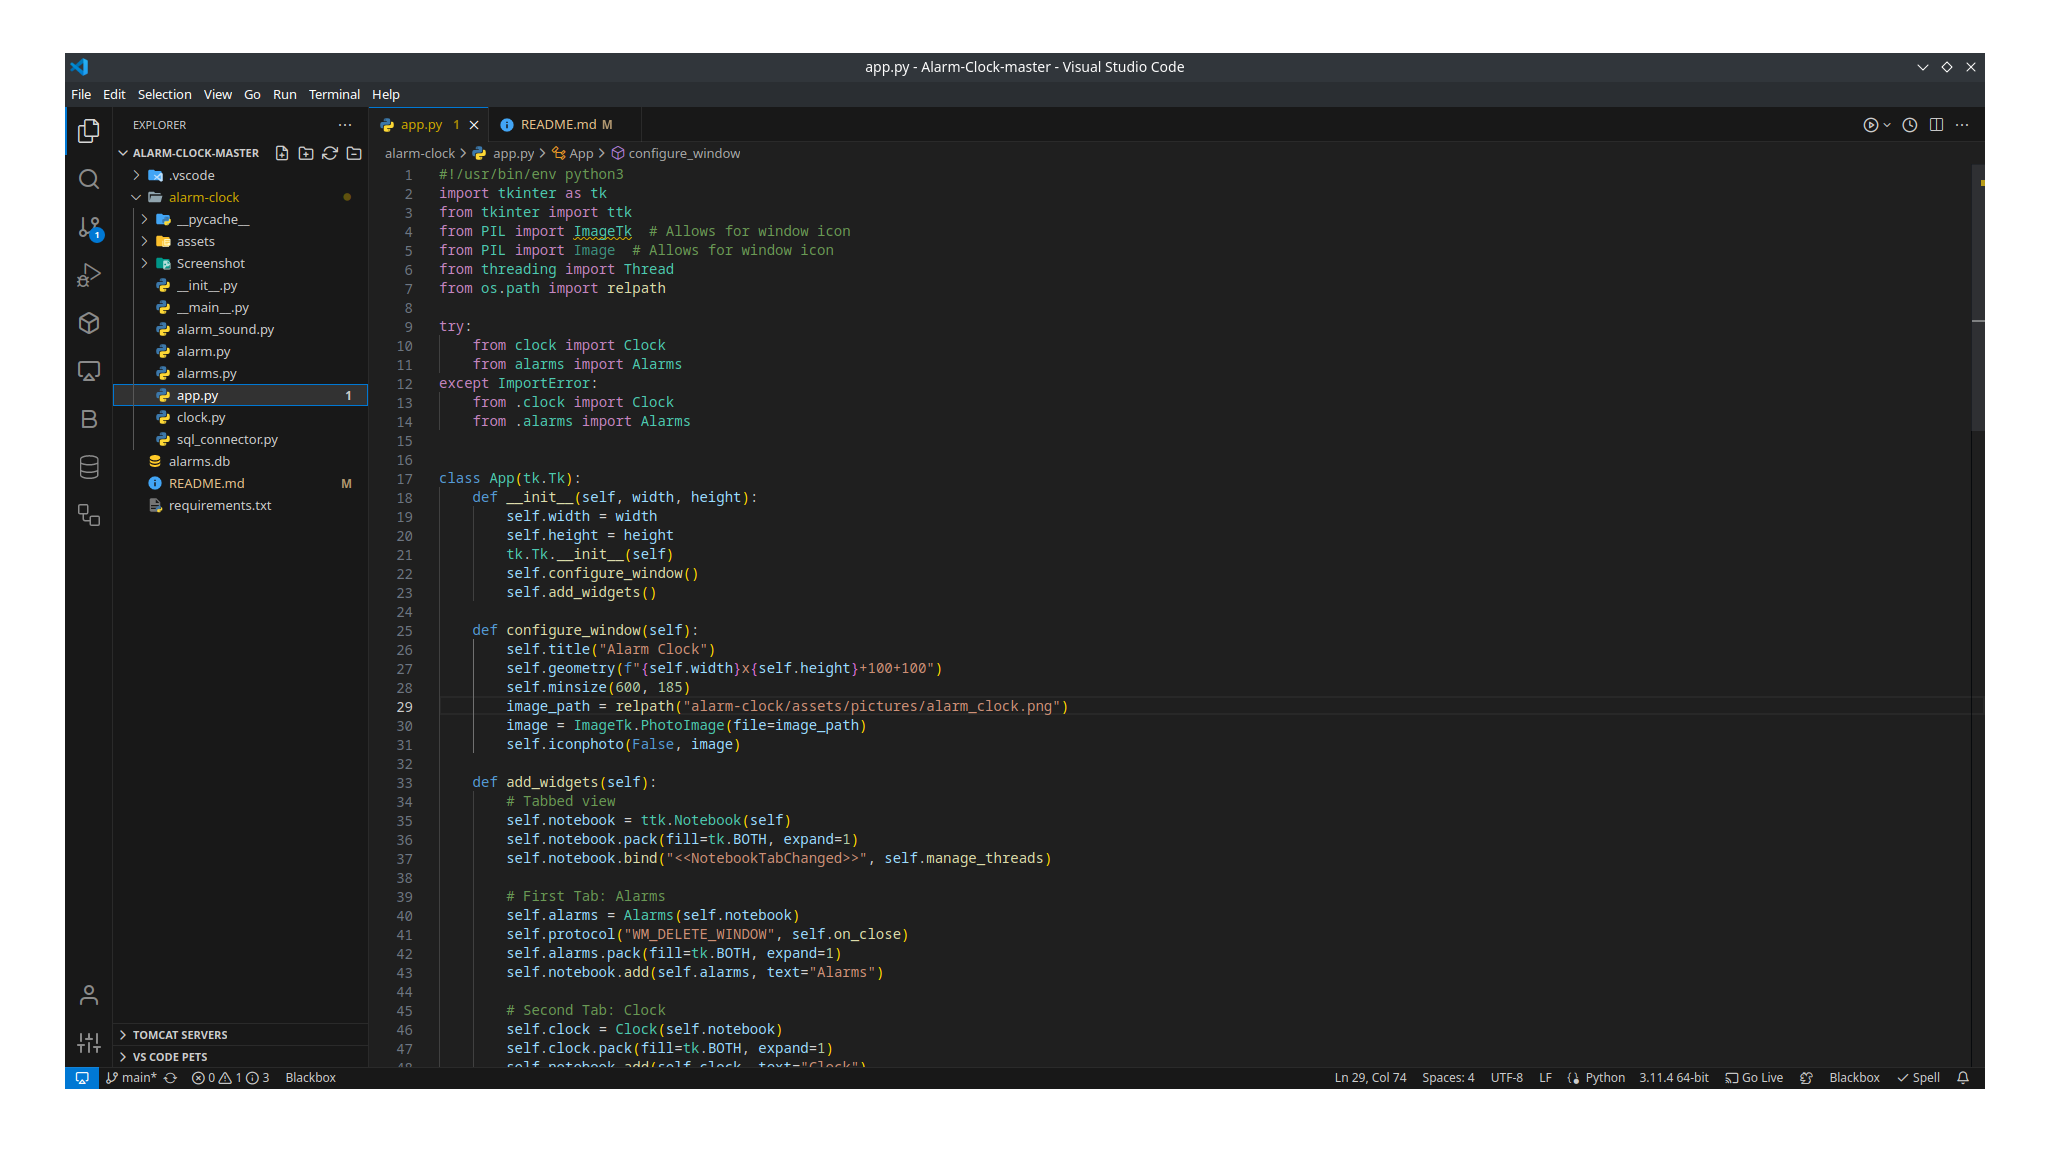 app.py - Alarm-Clock-master - Visual Studio Code
File Edit Selection View Go Run Terminal Help
EXPLORER
ALARM-CLOCK-MASTER
.vscode
alarm-clock
__pycache__
assets
Screenshot
__init__.py
__main__.py
alarm_sound.py
alarm.py
alarms.py
app.py 1
clock.py
sql_connector.py
alarms.db
README.md M
requirements.txt
TOMCAT SERVERS
VS CODE PETS
1
app.py 1
README.md M
alarm-clock > app.py > App > configure_window
1 #!/usr/bin/env python3
2 import tkinter as tk
3 from tkinter import ttk
4 from PIL import ImageTk  # Allows for window icon
5 from PIL import Image  # Allows for window icon
6 from threading import Thread
7 from os.path import relpath
8
9 try:
10     from clock import Clock
11     from alarms import Alarms
12 except ImportError:
13     from .clock import Clock
14     from .alarms import Alarms
15
16
17 class App(tk.Tk):
18     def __init__(self, width, height):
19         self.width = width
20         self.height = height
21         tk.Tk.__init__(self)
22         self.configure_window()
23         self.add_widgets()
24
25     def configure_window(self):
26         self.title("Alarm Clock")
27         self.geometry(f"{self.width}x{self.height}+100+100")
28         self.minsize(600, 185)
29         image_path = relpath("alarm-clock/assets/pictures/alarm_clock.png")
30         image = ImageTk.PhotoImage(file=image_path)
31         self.iconphoto(False, image)
32
33     def add_widgets(self):
34         # Tabbed view
35         self.notebook = ttk.Notebook(self)
36         self.notebook.pack(fill=tk.BOTH, expand=1)
37         self.notebook.bind("<<NotebookTabChanged>>", self.manage_threads)
38
39         # First Tab: Alarms
40         self.alarms = Alarms(self.notebook)
41         self.protocol("WM_DELETE_WINDOW", self.on_close)
42         self.alarms.pack(fill=tk.BOTH, expand=1)
43         self.notebook.add(self.alarms, text="Alarms")
44
45         # Second Tab: Clock
46         self.clock = Clock(self.notebook)
47         self.clock.pack(fill=tk.BOTH, expand=1)
48         self.notebook.add(self.clock, text="Clock")
main* 0 1 3 Blackbox Ln 29, Col 74 Spaces: 4 UTF-8 LF Python 3.11.4 64-bit Go Live Blackbox Spell